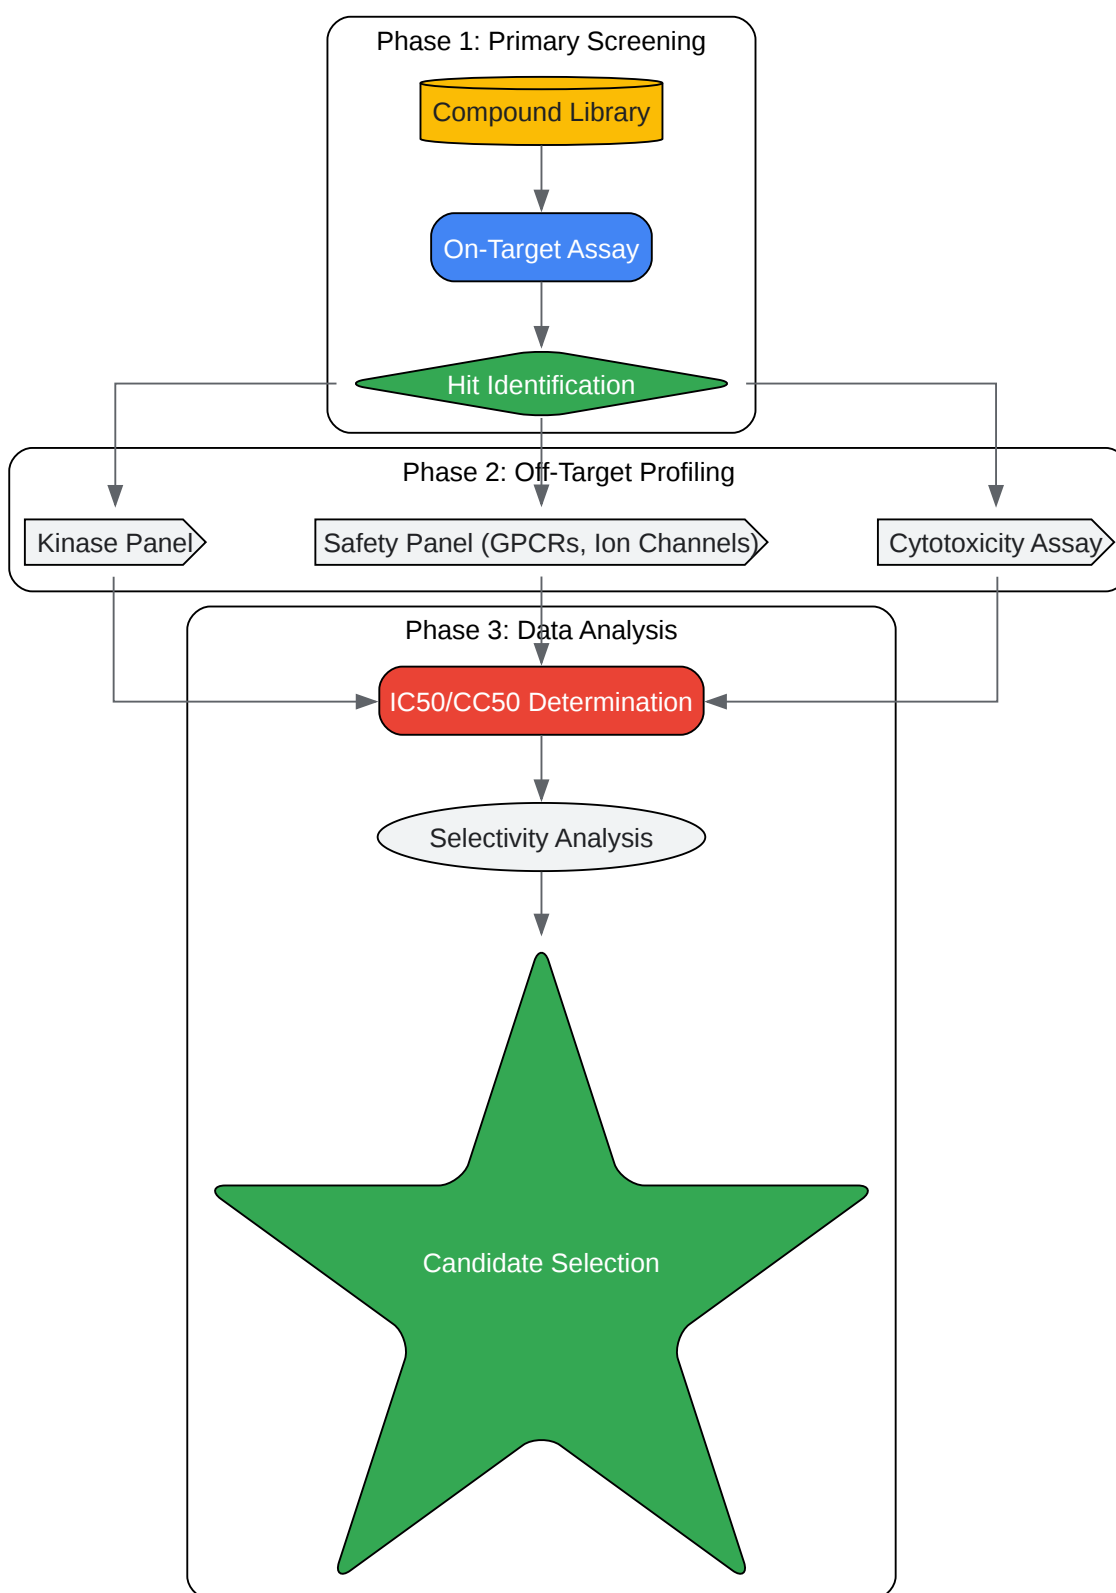 Phase 1: Primary Screening
Compound Library
On-Target Assay
Hit Identification
Phase 2: Off-Target Profiling
Kinase Panel
Safety Panel (GPCRs, Ion Channels)
Cytotoxicity Assay
Phase 3: Data Analysis
IC50/CC50 Determination
Selectivity Analysis
Candidate Selection